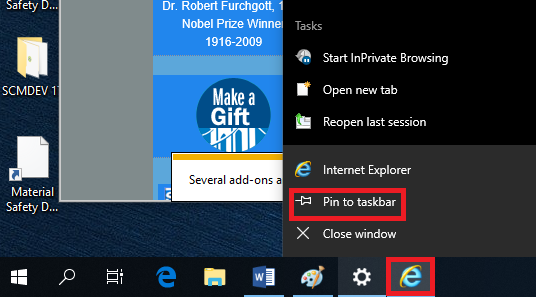 Safety D...
SCMDEV 1
Material
Safety D...
Dr. Robert Furchgott, 1
Nobel Prize Winner
1916-2009
Make a
Gift
Several add-ons a
Tasks
Start InPrivate Browsing
Open new tab
Reopen last session
Internet Explorer
Pin to taskbar
Close window
W